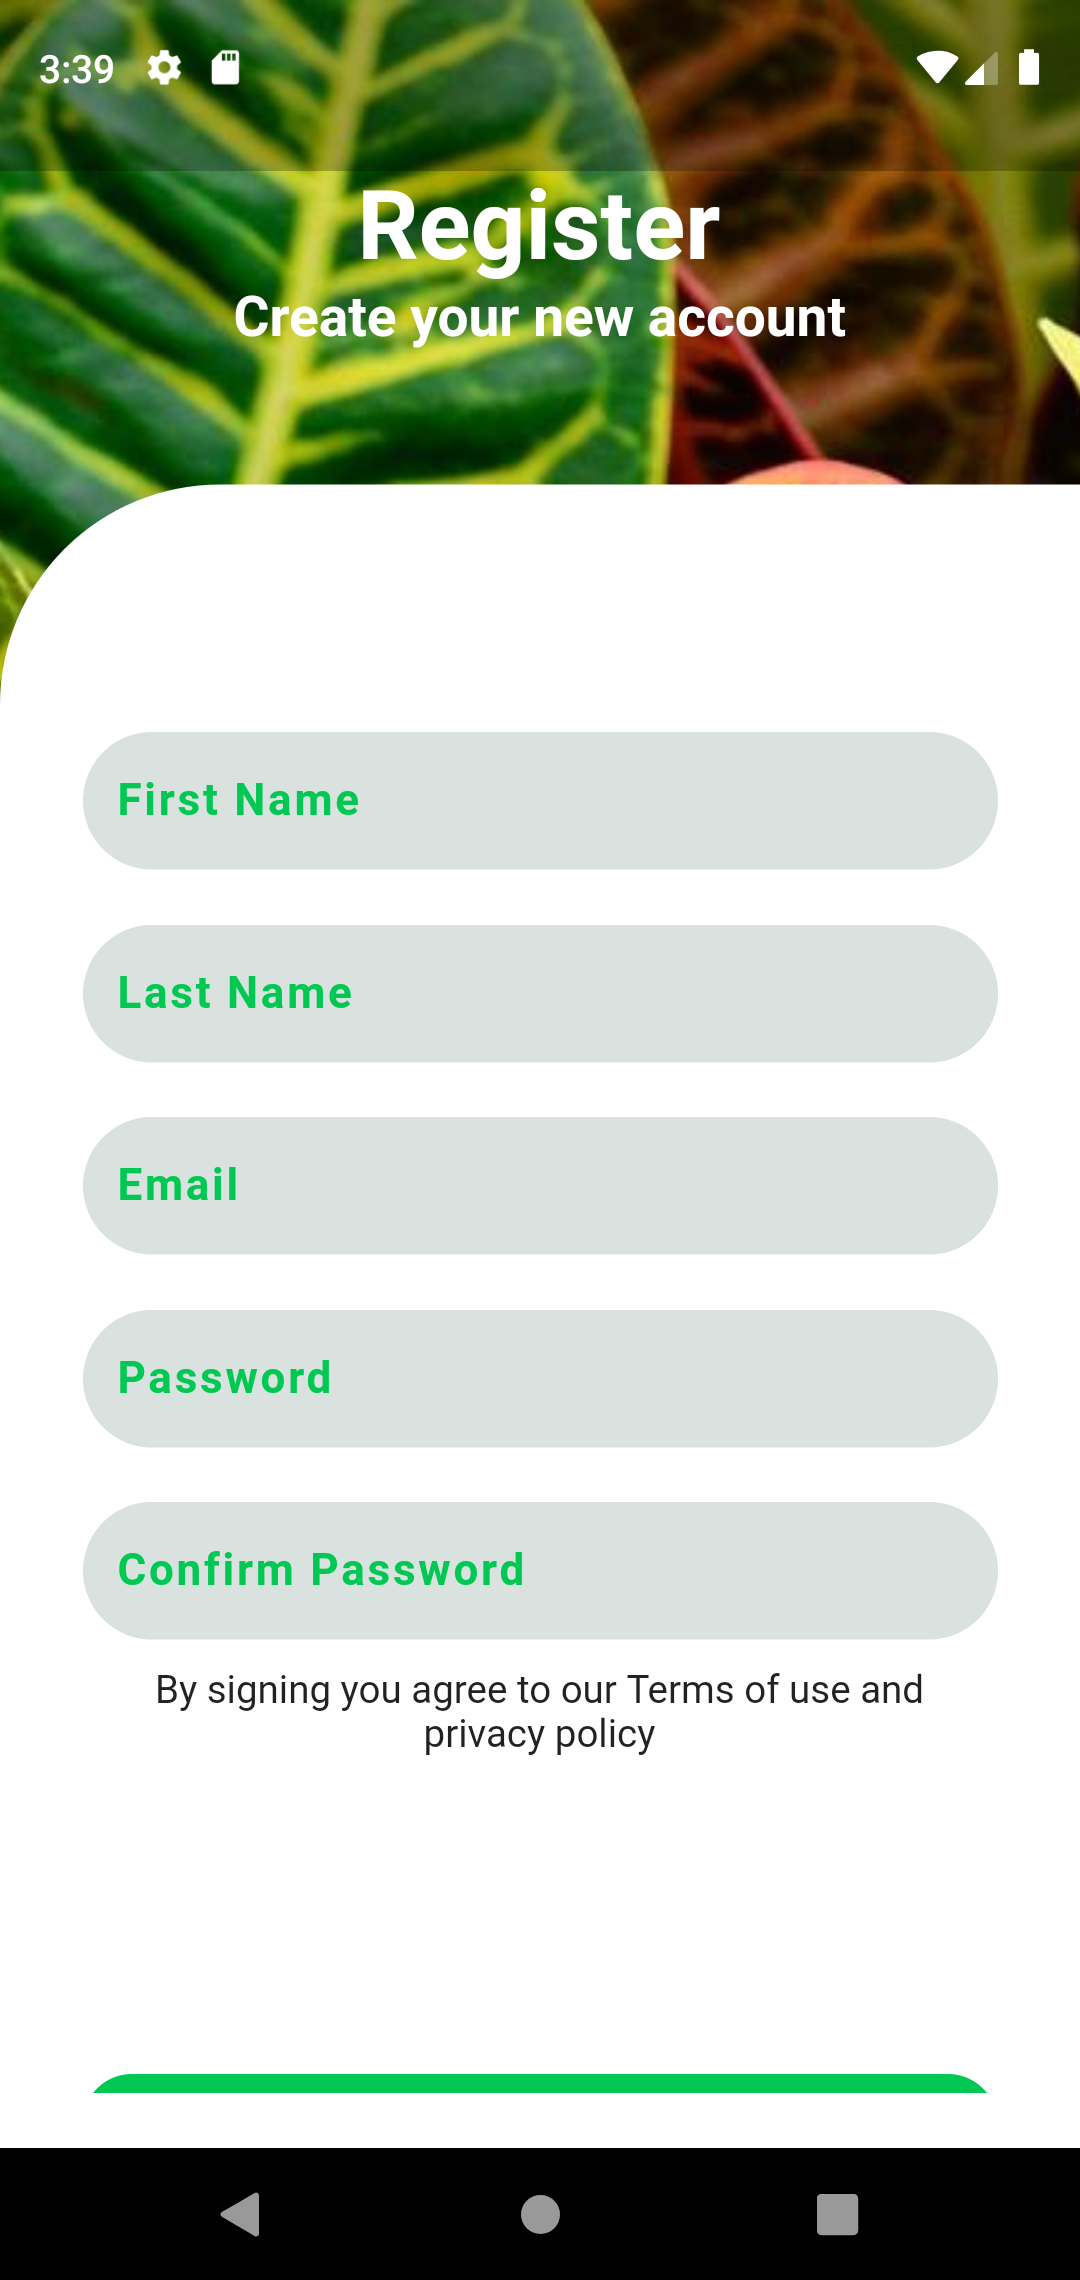 3:39
Register
Create your new account
First Name
Last Name
Email
Password
Confirm Password
By signing you agree to our Terms of use and
privacy policy